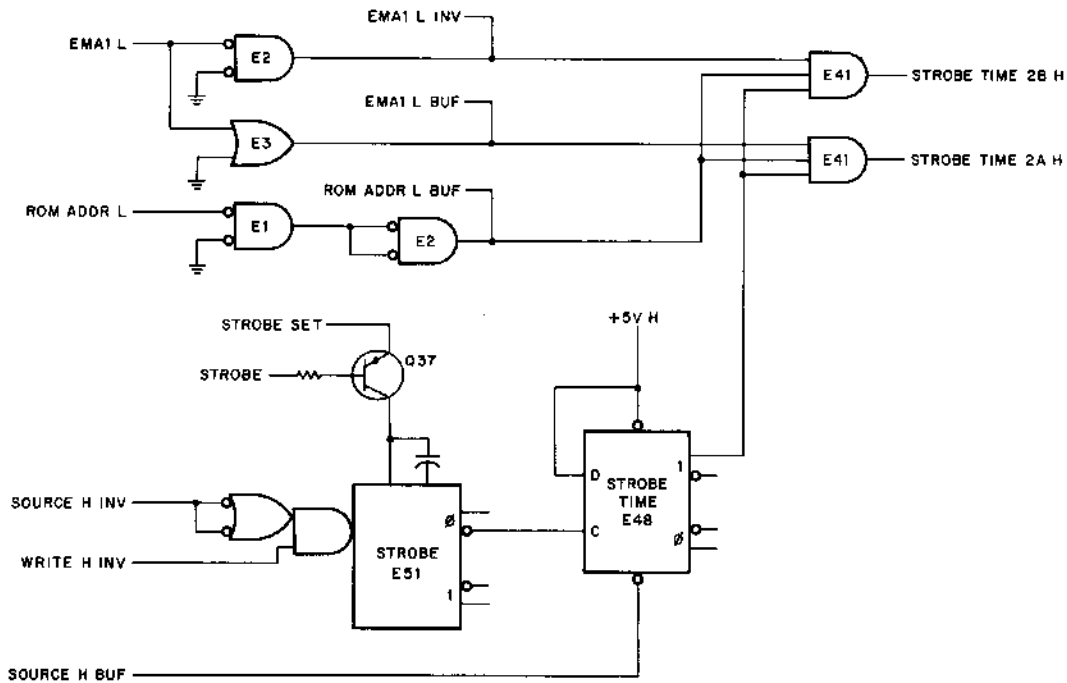 EMA1 L INV
EMA1 L
E2
E41
STROBE TIME 2B H
EMA1 L BUF
E3
E41
STROBE TIME 2A H
ROM ADDR L BUF
ROM ADDR L
E1
E2
STROBE SET
+5V H
Q37
STROBE
D
1
STROBE
TIME
E48
SOURCE H INV
Ø
C
Ø
STROBE
E51
WRITE H INV
1
SOURCE H BUF